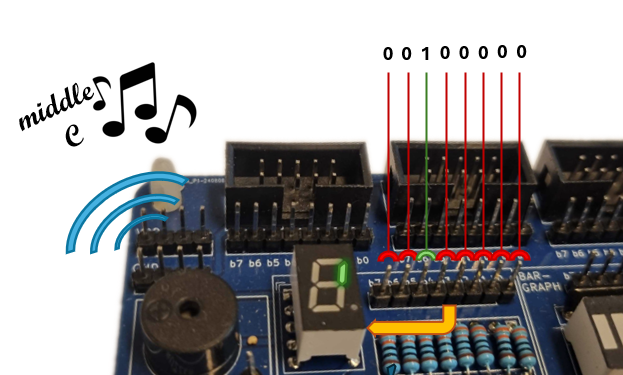 0 0 1 0 0 0 0 0
middle
C
b7 b6 b5 b0
b7 b6 b5
BAR-
GRAPH